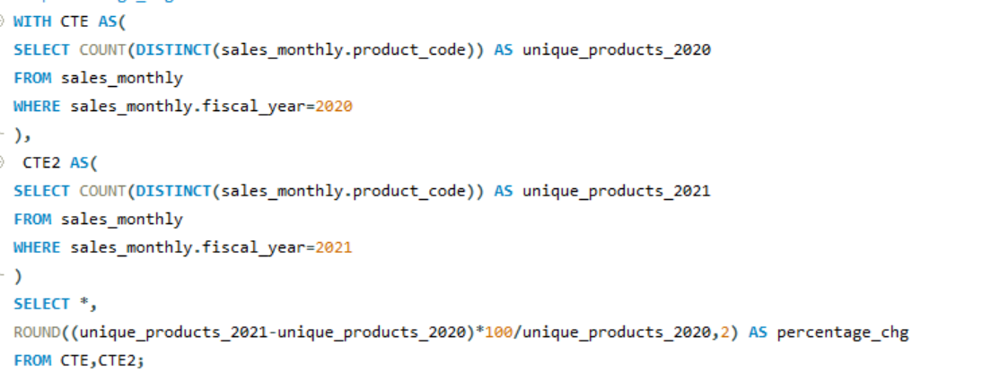 WITH CTE AS(
SELECT COUNT(DISTINCT(sales_monthly.product_code)) AS unique_products_2020
FROM sales_monthly
WHERE sales_monthly.fiscal_year=2020
),
CTE2 AS(
SELECT COUNT(DISTINCT(sales_monthly.product_code)) AS unique_products_2021
FROM sales_monthly
WHERE sales_monthly.fiscal_year=2021
)
SELECT *,
ROUND((unique_products_2021-unique_products_2020)*100/unique_products_2020,2) AS percentage_chg
FROM CTE,CTE2;